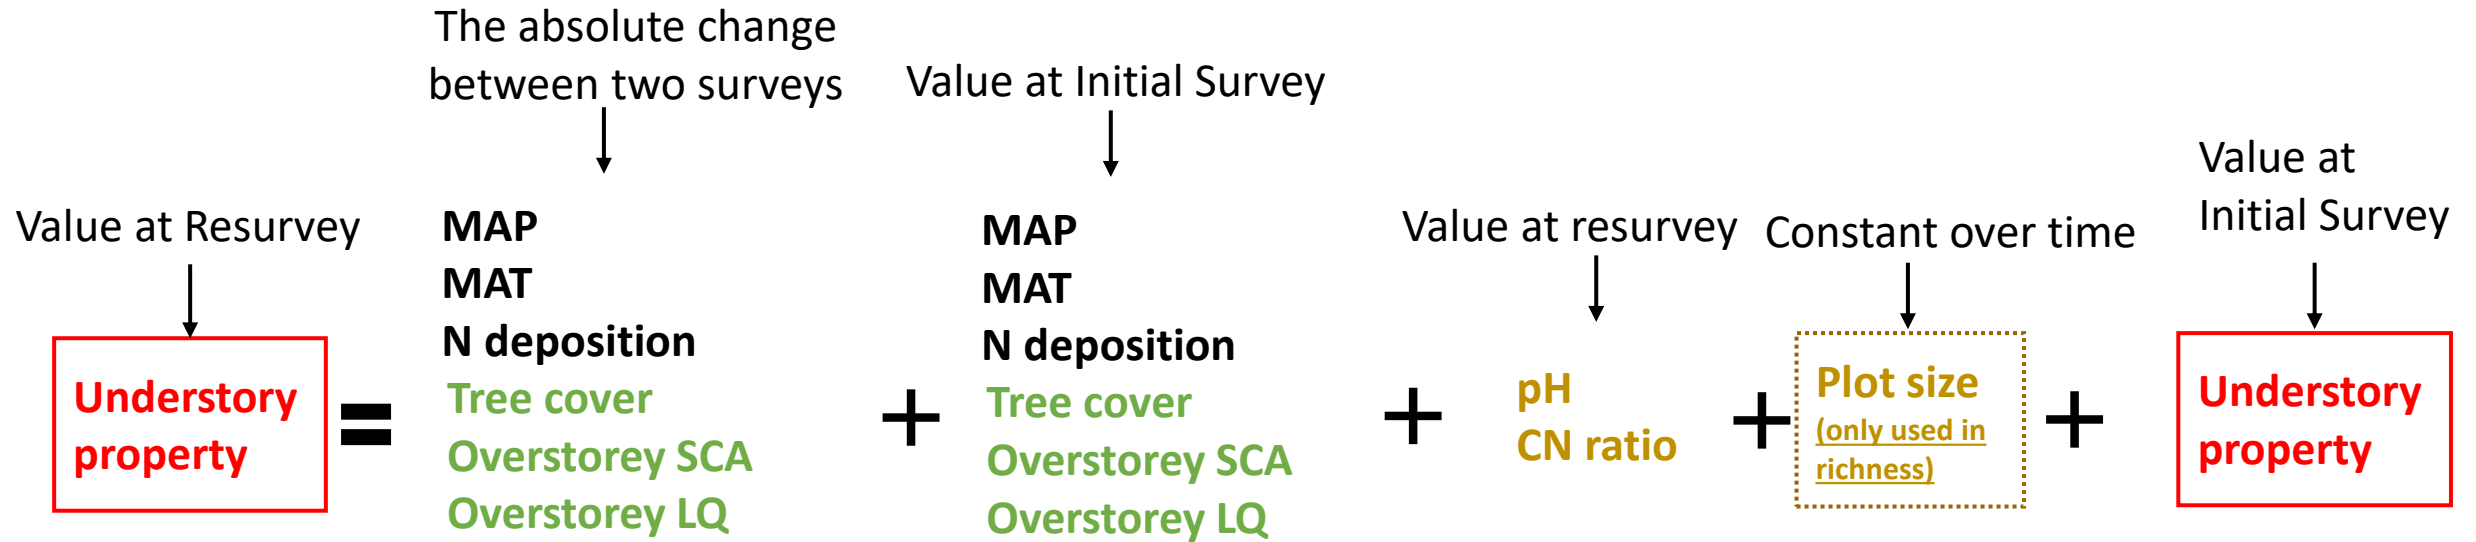 The absolute change
between two surveys
Value at Initial Survey
Value at
Initial Survey
Value at Resurvey
Value at resurvey
Constant over time
Understory
property
=
MAP
MAT
N deposition
Tree cover
Overstorey SCA
Overstorey LQ
+
MAP
MAT
N deposition
Tree cover
Overstorey SCA
Overstorey LQ
+
pH
CN ratio
+
Plot size
(only used in
richness)
+
Understory
property